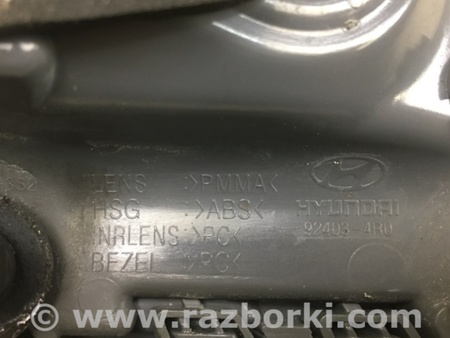 LENS :>PMMA<
HSG :>ABS<
INRLENS:>PC<
BEZEL :>PC<
HYUNDAI
92403-4R0
www.razborki.com